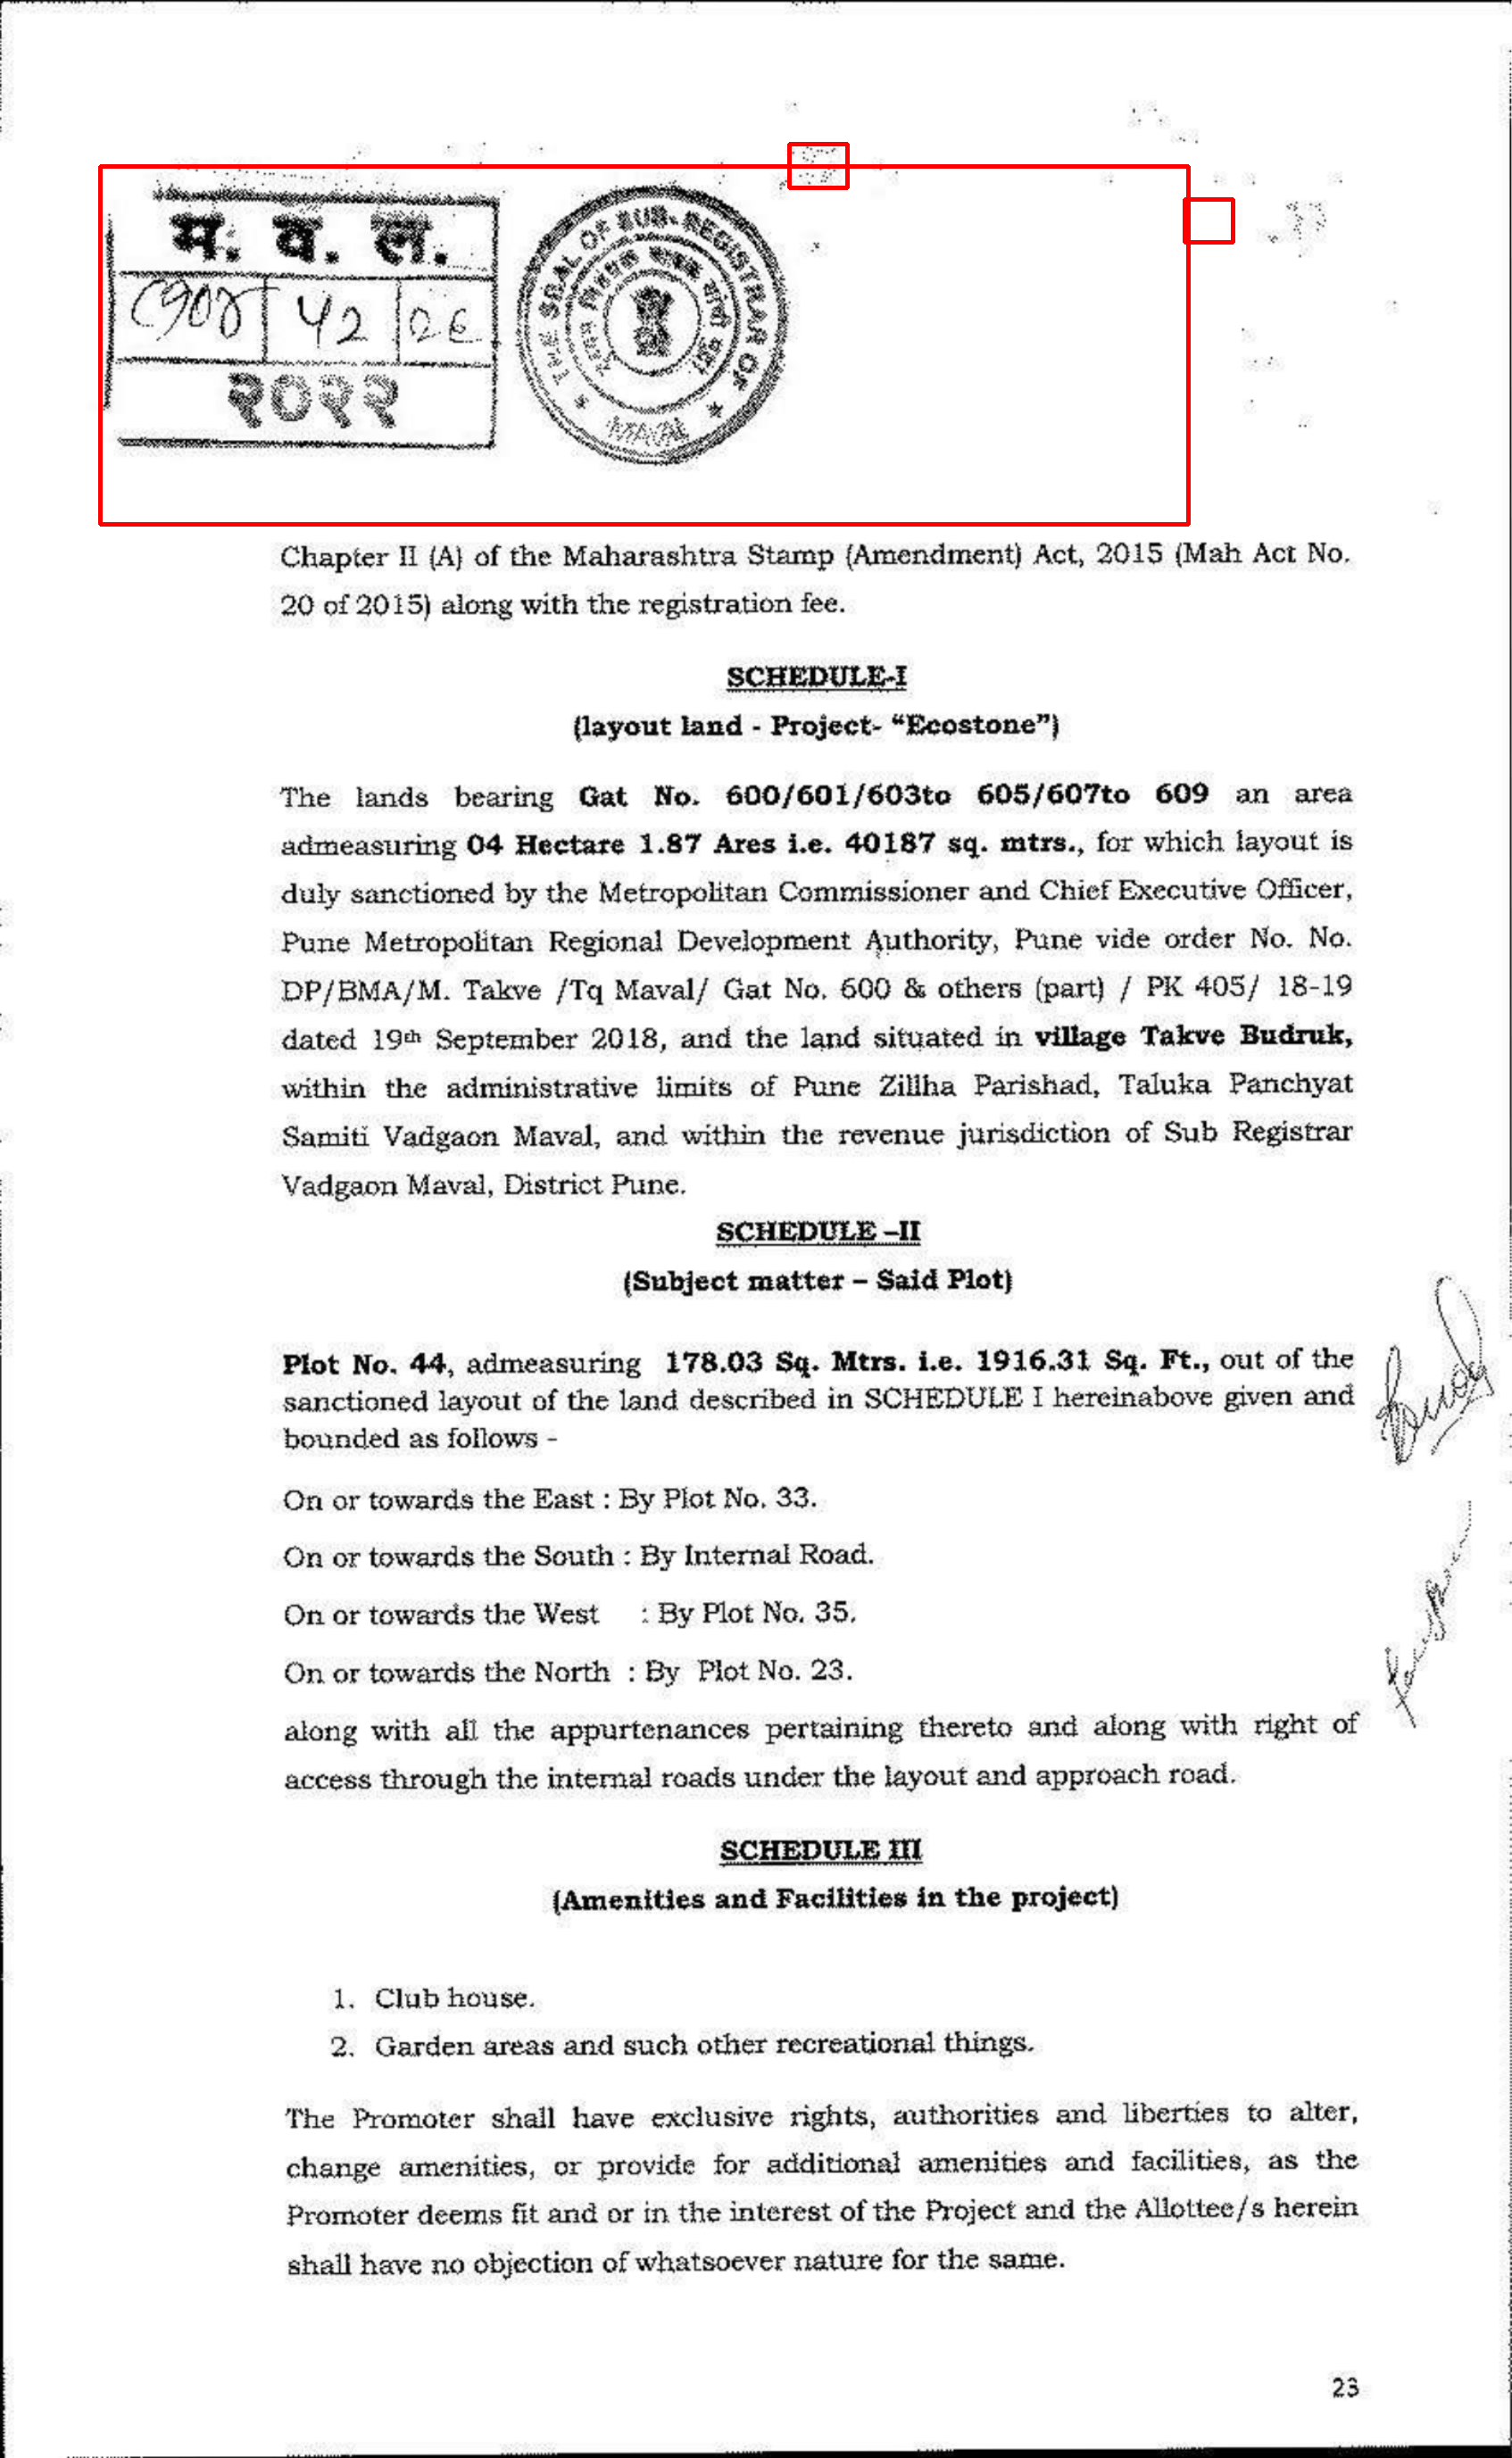 म. व. ल.
42
२०२२
THE SEAL OF SUB-REGISTRAR OF
MAVAL
Chapter II (A) of the Maharashtra Stamp (Amendment) Act, 2015 (Mah Act No.
20 of 2015) along with the registration fee.
SCHEDULE-I
(layout land - Project- “Ecostone”)
The lands bearing Gat No. 600/601/603to 605/607to 609 an area
admeasuring 04 Hectare 1.87 Ares i.e. 40187 sq. mtrs., for which layout is
duly sanctioned by the Metropolitan Commissioner and Chief Executive Officer,
Pune Metropolitan Regional Development Authority, Pune vide order No. No.
DP/BMA/M. Takve /Tq Maval/ Gat No. 600 & others (part) / PK 405/ 18-19
dated 19th September 2018, and the land situated in village Takve Budruk,
within the administrative limits of Pune Zillha Parishad, Taluka Panchyat
Samiti Vadgaon Maval, and within the revenue jurisdiction of Sub Registrar
Vadgaon Maval, District Pune.
SCHEDULE –II
(Subject matter – Said Plot)
Plot No. 44, admeasuring 178.03 Sq. Mtrs. i.e. 1916.31 Sq. Ft., out of the
sanctioned layout of the land described in SCHEDULE I hereinabove given and
bounded as follows -
On or towards the East : By Plot No. 33.
On or towards the South : By Internal Road.
On or towards the West : By Plot No. 35.
On or towards the North : By Plot No. 23.
along with all the appurtenances pertaining thereto and along with right of
access through the internal roads under the layout and approach road.
SCHEDULE III
(Amenities and Facilities in the project)
1. Club house.
2. Garden areas and such other recreational things.
The Promoter shall have exclusive rights, authorities and liberties to alter,
change amenities, or provide for additional amenities and facilities, as the
Promoter deems fit and or in the interest of the Project and the Allottee/s herein
shall have no objection of whatsoever nature for the same.
23